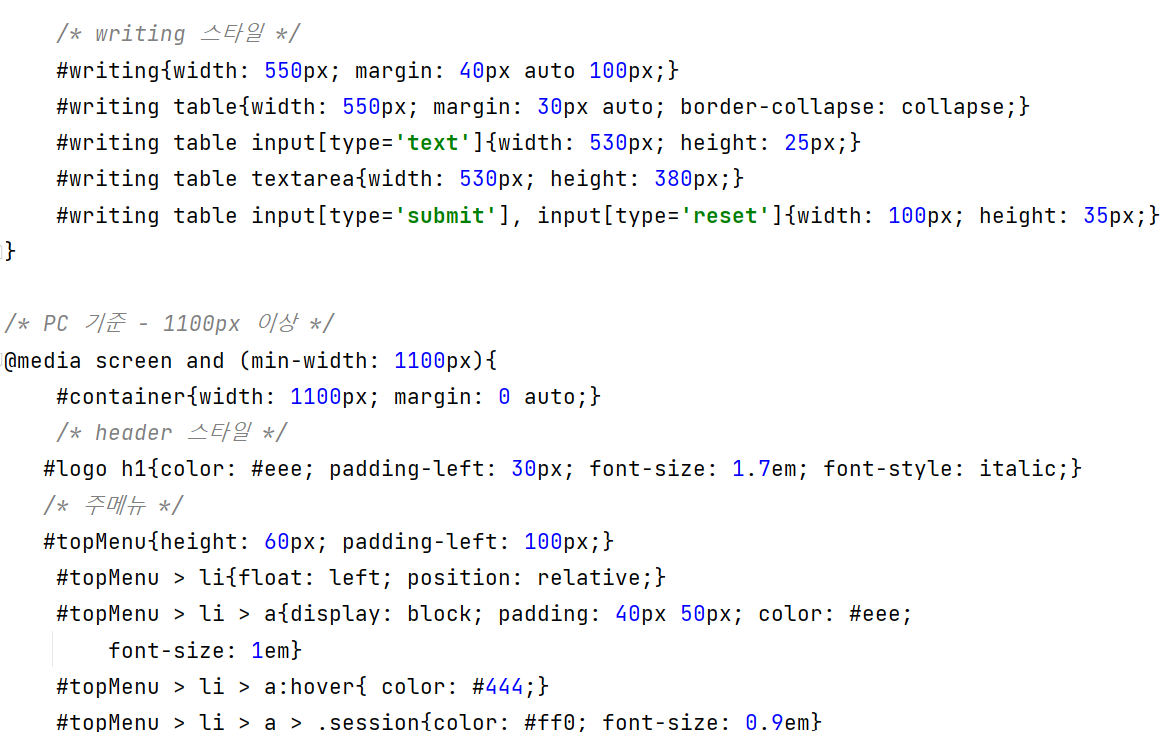 /* writing 스타일 */
#writing{width: 550px; margin: 40px auto 100px;}
#writing table{width: 550px; margin: 30px auto; border-collapse: collapse;}
#writing table input[type='text']{width: 530px; height: 25px;}
#writing table textarea{width: 530px; height: 380px;}
#writing table input[type='submit'], input[type='reset']{width: 100px; height: 35px;}
}
/* PC 기준 - 1100px 이상 */
@media screen and (min-width: 1100px){
#container{width: 1100px; margin: 0 auto;}
/* header 스타일 */
#logo h1{color: #eee; padding-left: 30px; font-size: 1.7em; font-style: italic;}
/* 주메뉴 */
#topMenu{height: 60px; padding-left: 100px;}
#topMenu > li{float: left; position: relative;}
#topMenu > li > a{display: block; padding: 40px 50px; color: #eee;
font-size: 1em}
#topMenu > li > a:hover{ color: #444;}
#topMenu > li > a > .session{color: #ff0; font-size: 0.9em}